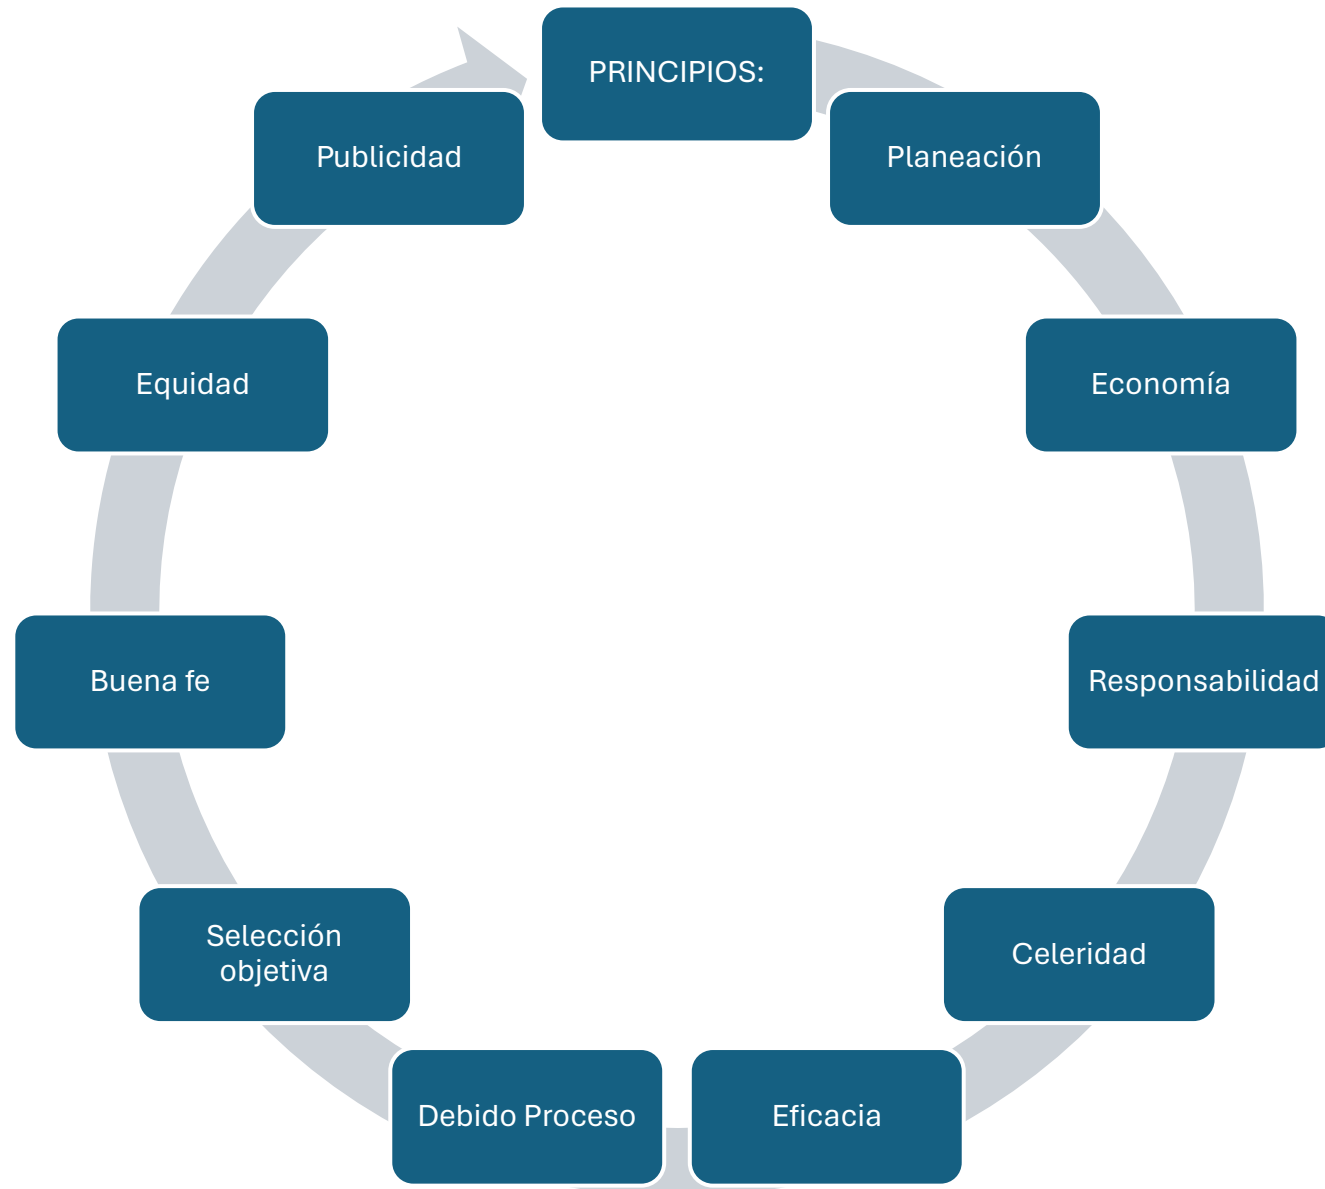 PRINCIPIOS:
Planeación
Economía
Responsabilidad
Celeridad
Eficacia
Debido Proceso
Selección
objetiva
Buena fe
Equidad
Publicidad